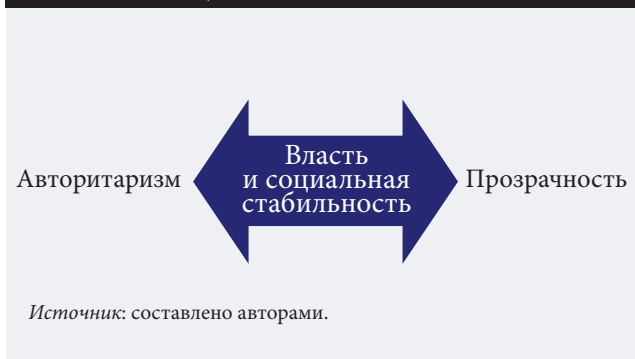 Власть
Авторитаризм и социальная Прозрачность
стабильность
Источник: составлено авторами.